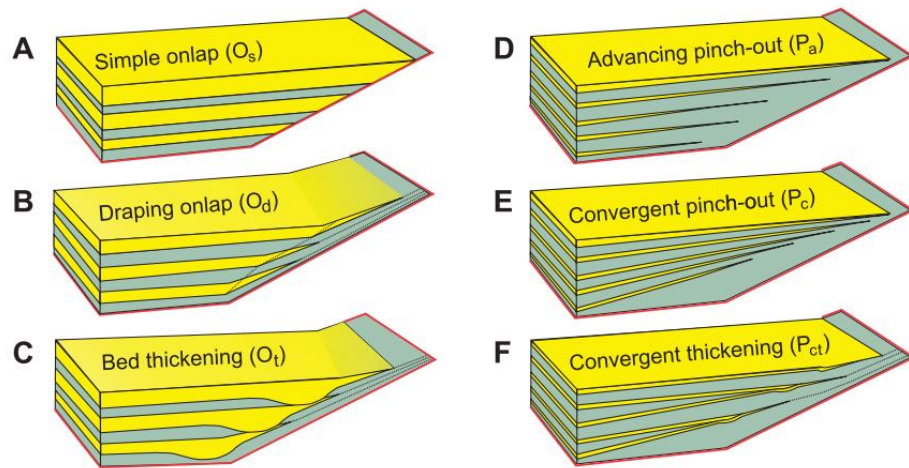 A
Simple onlap (Os)
B
Draping onlap (Od)
C
Bed thickening (Ot)
D
Advancing pinch-out (Pa)
E
Convergent pinch-out (Pc)
F
Convergent thickening (Pct)